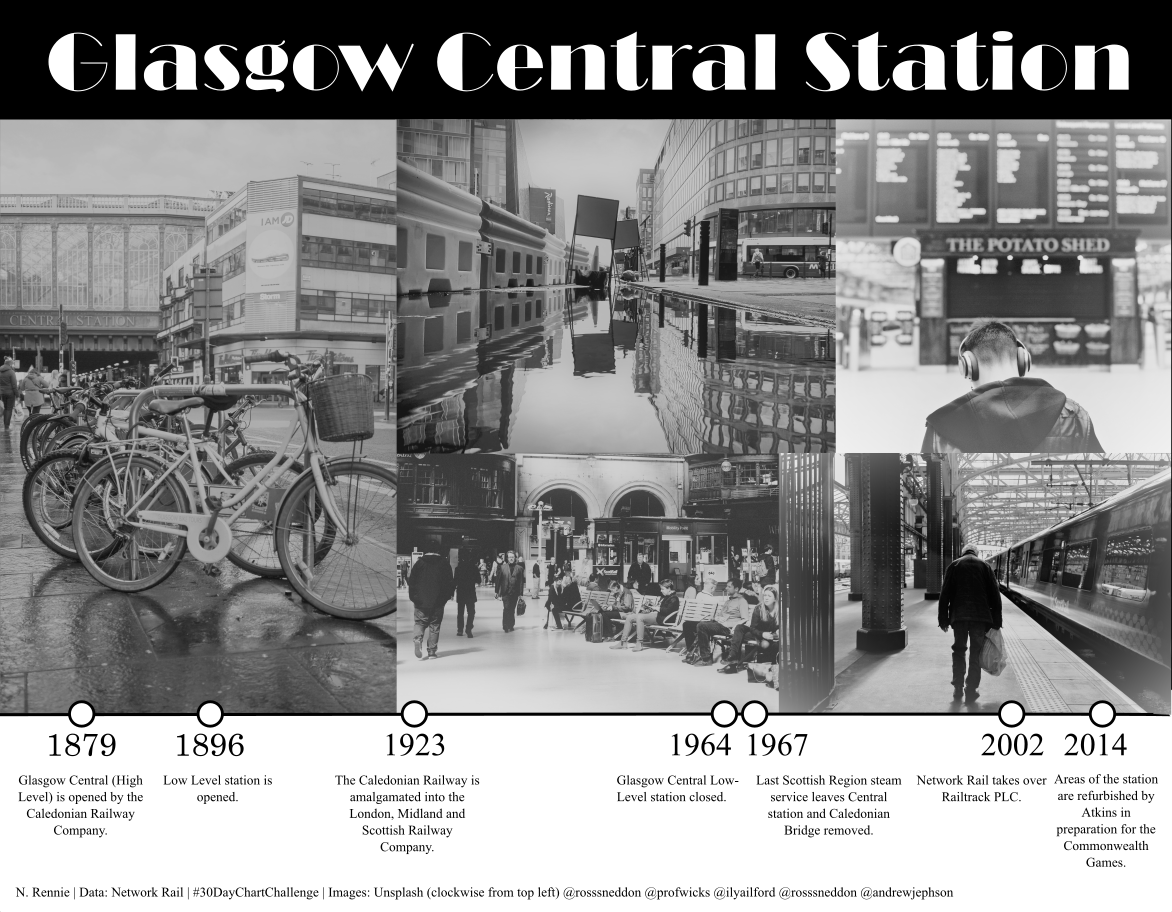 Glasgow Central Station
I AM
Storm
CENTRAL STATION
Radisson
THE POTATO SHED
1879
1896
1923
1964
1967
2002
2014
Glasgow Central (High
Level) is opened by the
Caledonian Railway
Company.
Low Level station is
opened.
The Caledonian Railway is
amalgamated into the
London, Midland and
Scottish Railway
Company.
Glasgow Central Low-
Level station closed.
Last Scottish Region steam
service leaves Central
station and Caledonian
Bridge removed.
Network Rail takes over
Railtrack PLC.
Areas of the station
are refurbished by
Atkins in
preparation for the
Commonwealth
Games.
N. Rennie | Data: Network Rail | #30DayChartChallenge | Images: Unsplash (clockwise from top left) @rosssneddon @profwicks @ilyailford @rosssneddon @andrewjephson